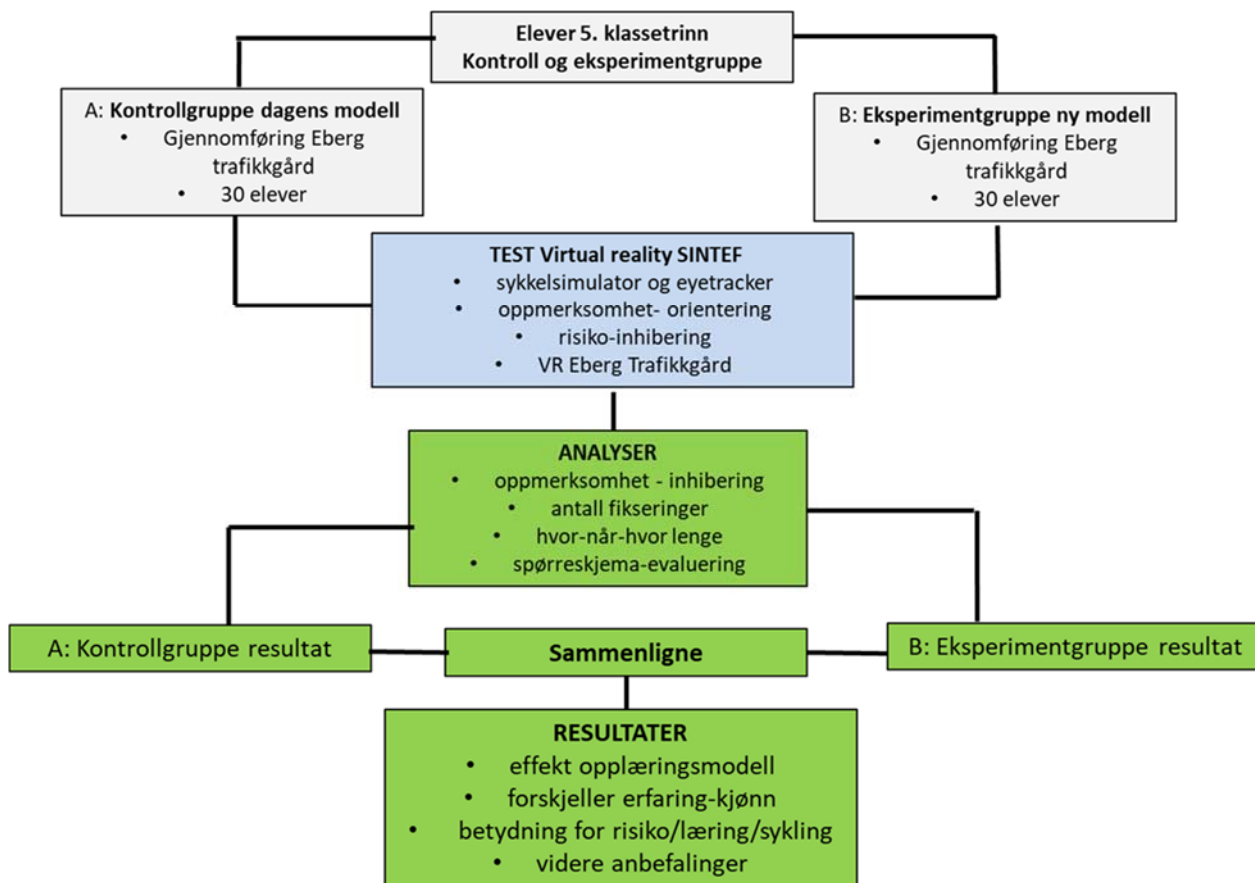 Elever 5. klassetrinn
Kontroll og eksperimentgruppe
A: Kontrollgruppe dagens modell
• Gjennomføring Eberg
trafikkgård
• 30 elever
B: Eksperimentgruppe ny modell
• Gjennomføring Eberg
trafikkgård
• 30 elever
TEST Virtual reality SINTEF
• sykkelsimulator og eyetracker
• oppmerksomhet- orientering
• risiko-inhibering
• VR Eberg Trafikkgård
ANALYSER
• oppmerksomhet - inhibering
• antall fikseringer
• hvor-når-hvor lenge
• spørreskjema-evaluering
A: Kontrollgruppe resultat
Sammenligne
B: Eksperimentgruppe resultat
RESULTATER
• effekt opplæringsmodell
• forskjeller erfaring-kjønn
• betydning for risiko/læring/sykling
• videre anbefalinger